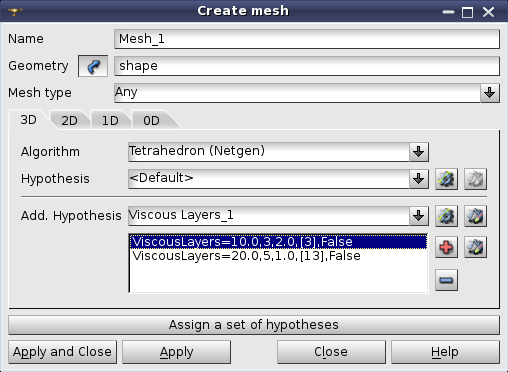 Create mesh
Name Mesh_1
Geometry shape
Mesh type Any
3D 2D 1D 0D
Algorithm Tetrahedron (Netgen)
Hypothesis <Default>
Add. Hypothesis Viscous Layers_1
ViscousLayers=10.0,3,2.0,[3],False
ViscousLayers=20.0,5,1.0,[13],False
Assign a set of hypotheses
Apply and Close Apply Close Help